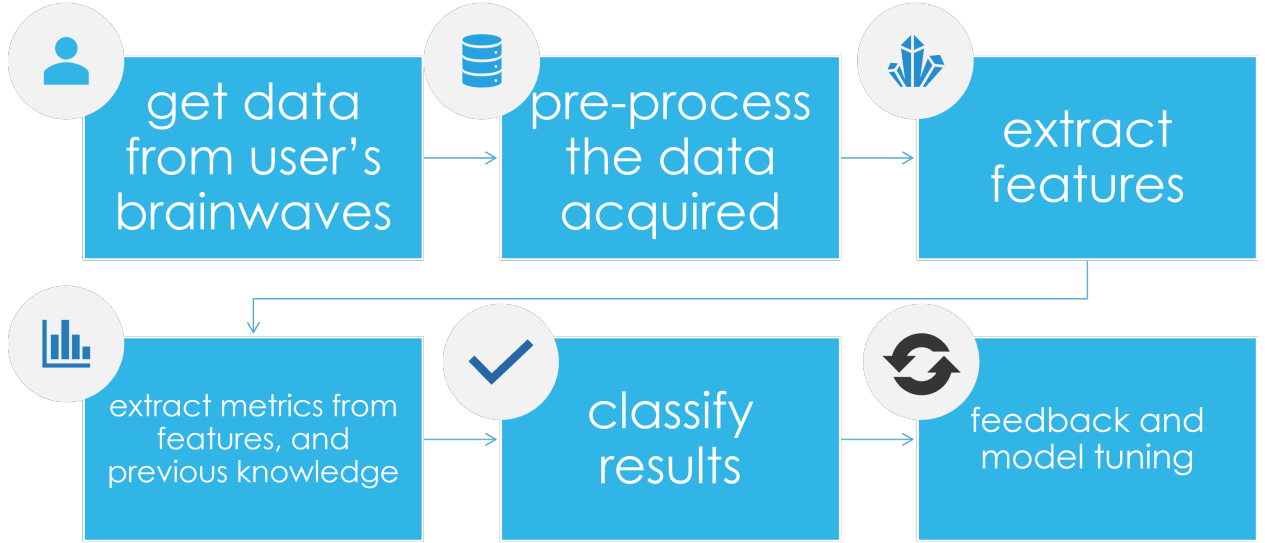 get data
from user's
brainwaves
pre-process
the data
acquired
extract
features
extract metrics from
features, and
previous knowledge
classify
results
feedback and
model tuning